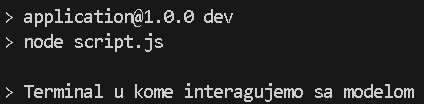 > application@1.0.0 dev
> node script.js
> Terminal u kome interagujemo sa modelom